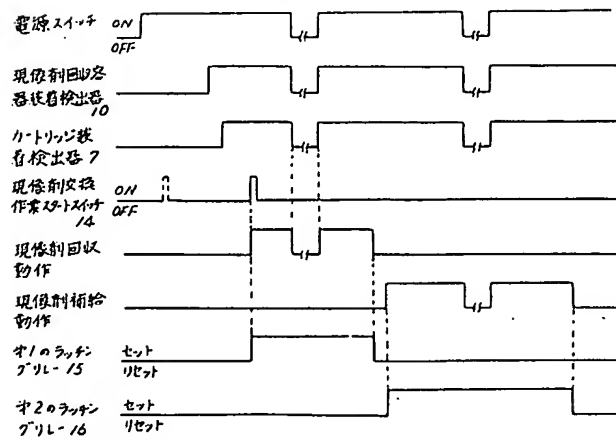 電源スイッチ ON
OFF
現像剤回収容
器装着検出器
10
カートリッジ装
着検出器7
現像剤交換 ON
作業スタートスイッチ OFF
14
現像剤回収
動作
現像剤補給
動作
オ1のラッチン セット
グリレー15 リセット
オ2のラッチン セット
グリレー16 リセット